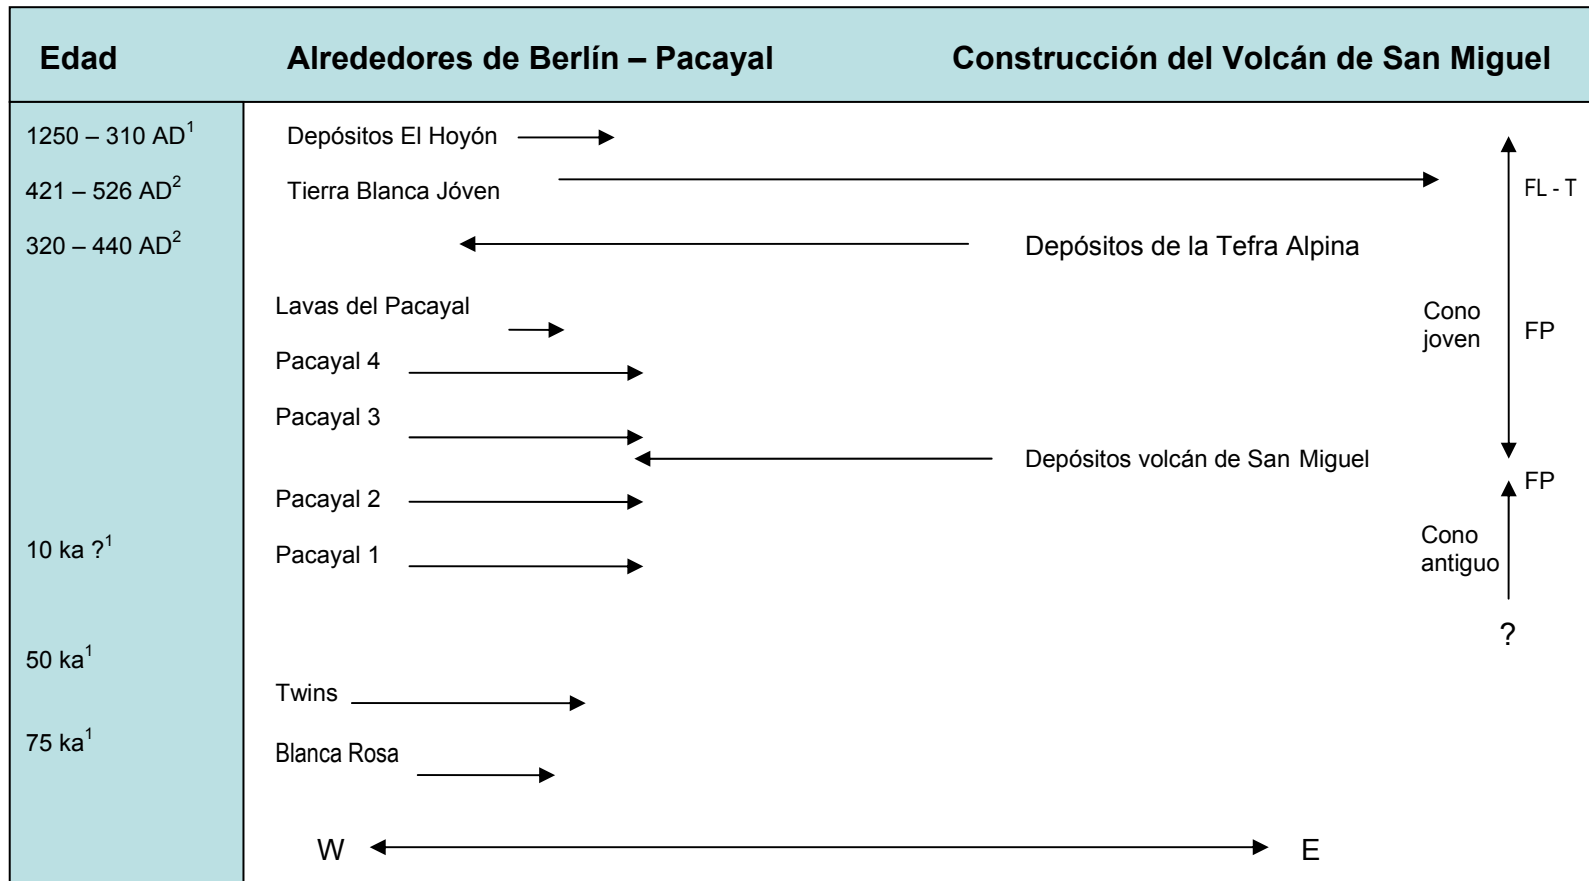 Edad Alrededores de Berlín – Pacayal Construcción del Volcán de San Miguel
1250 – 310 AD¹ Depósitos El Hoyón
421 – 526 AD² Tierra Blanca Jóven FL - T
320 – 440 AD² Depósitos de la Tefra Alpina
Lavas del Pacayal
Cono
joven FP
Pacayal 4
Pacayal 3
Depósitos volcán de San Miguel
FP
Pacayal 2
10 ka ?¹ Pacayal 1
Cono
antiguo
?
50 ka¹
Twins
75 ka¹
Blanca Rosa
W E